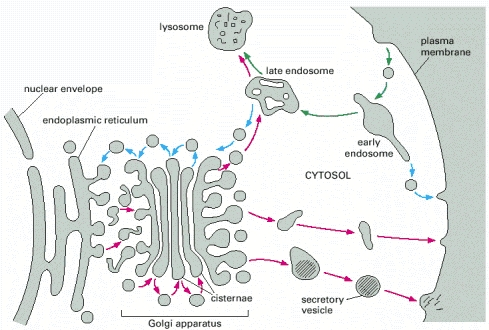 lysosome
plasma
membrane
late endosome
nuclear envelope
endoplasmic reticulum
early
endosome
CYTOSOL
cisternae
secretory
vesicle
Golgi apparatus